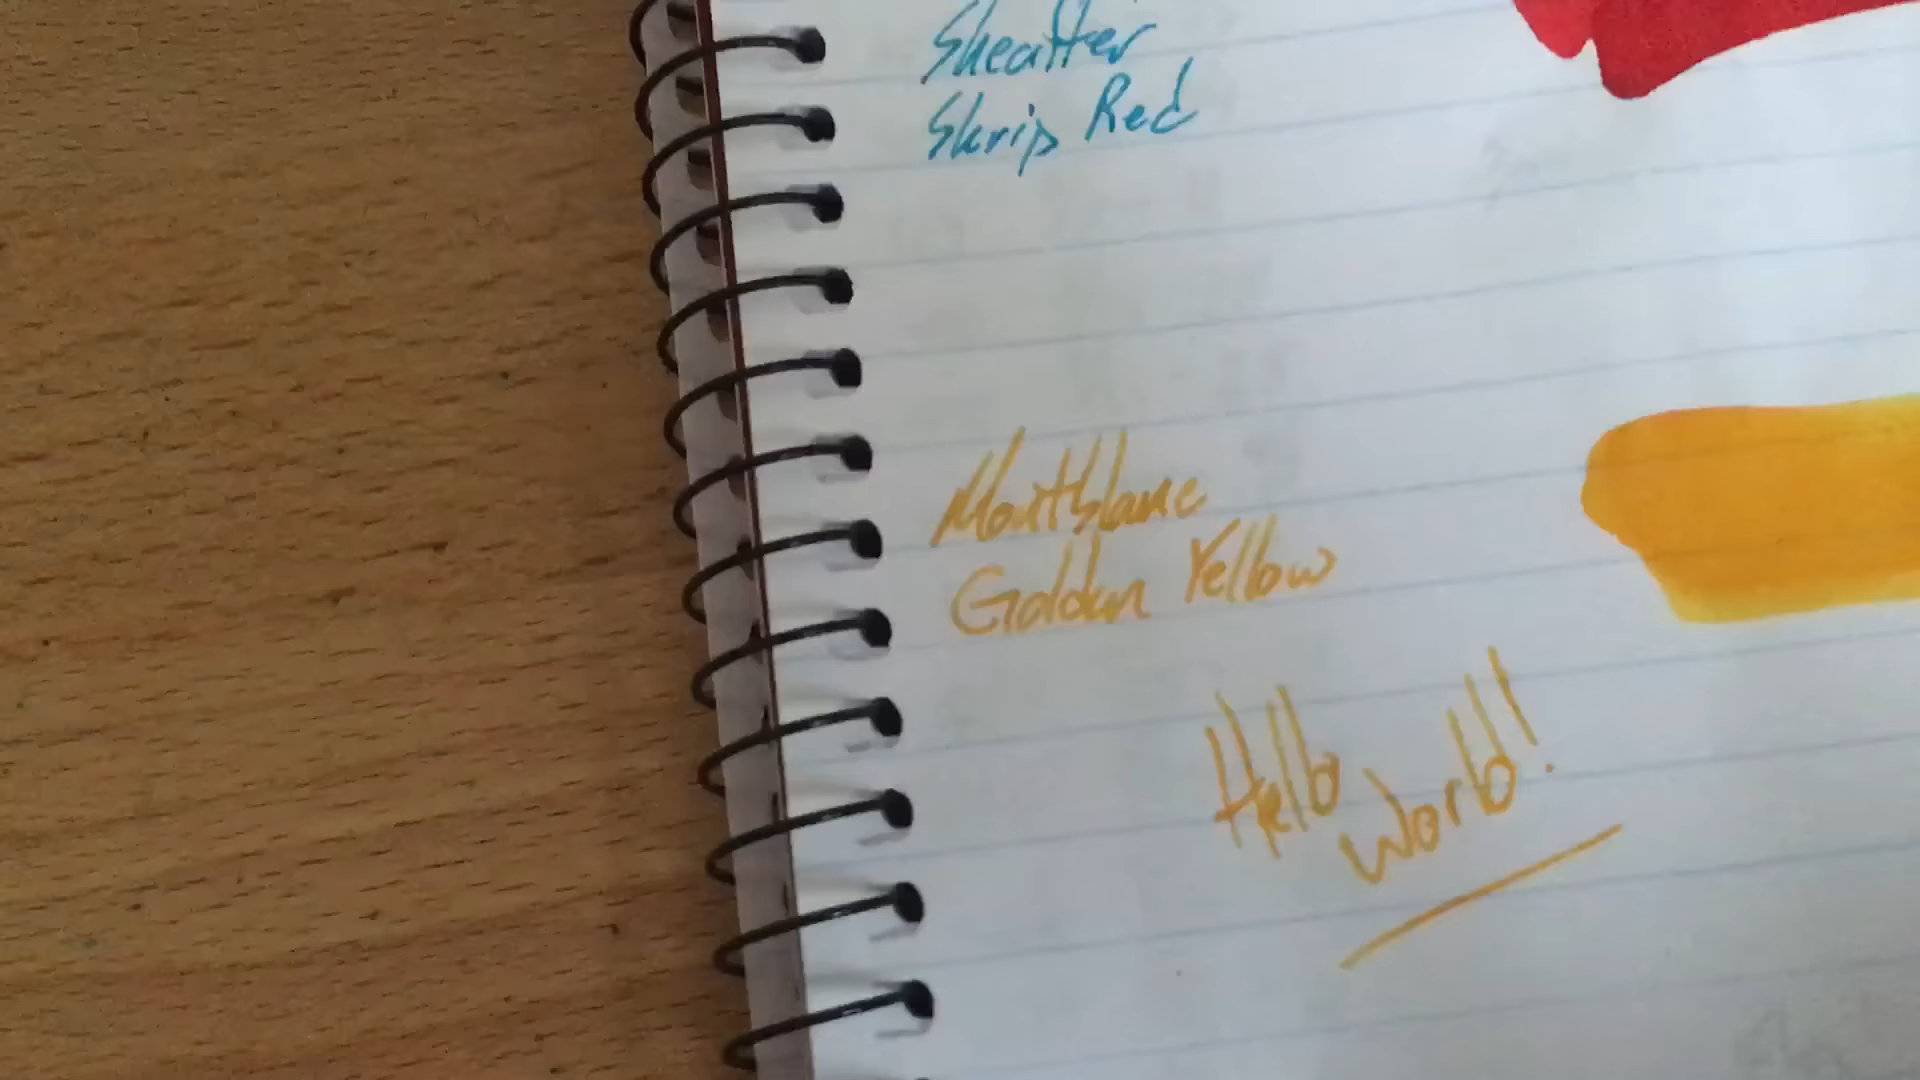 Sheaffer
Skrip Red
Montblanc
Golden Yellow
Hello
World!